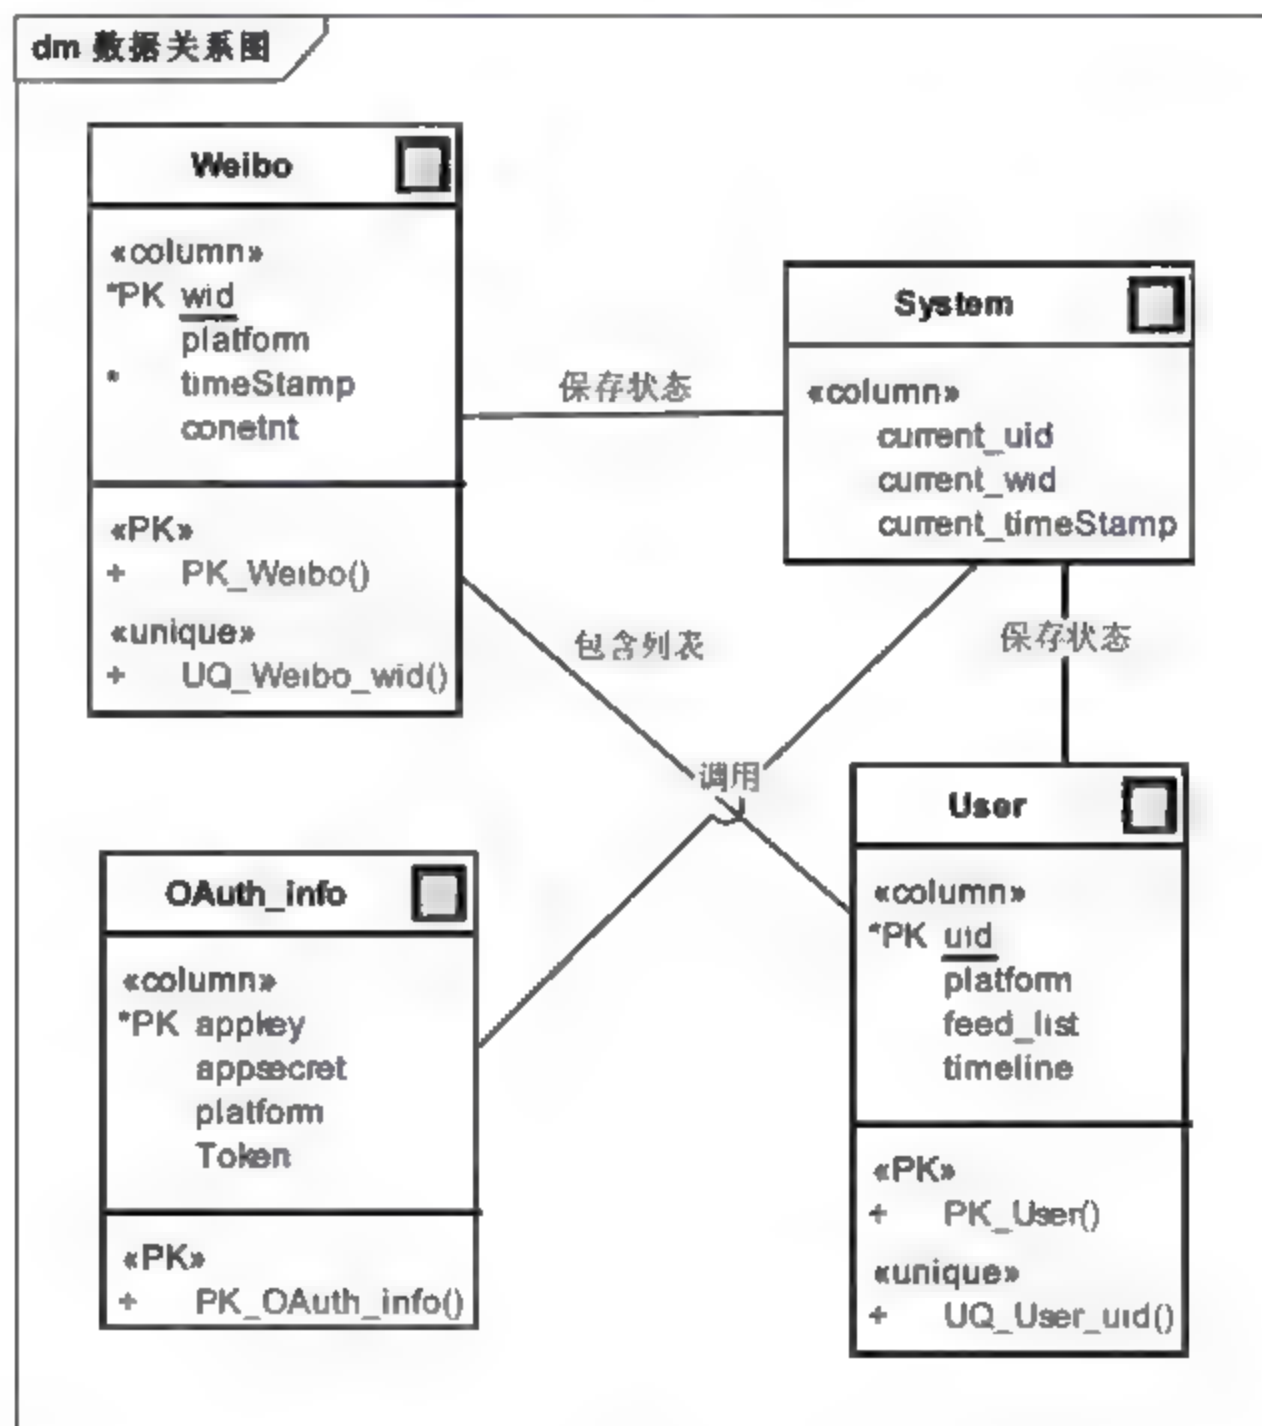 dm 数据关系图
Weibo
«column»
*PK wid
platform
* timeStamp
conetnt
«PK»
+ PK_Weibo()
«unique»
+ UQ_Weibo_wid()
保存状态
System
«column»
current_uid
current_wid
current_timeStamp
包含列表
保存状态
调用
OAuth_info
«column»
*PK appkey
appsecret
platform
Token
«PK»
+ PK_OAuth_info()
User
«column»
*PK uid
platform
feed_list
timeline
«PK»
+ PK_User()
«unique»
+ UQ_User_uid()